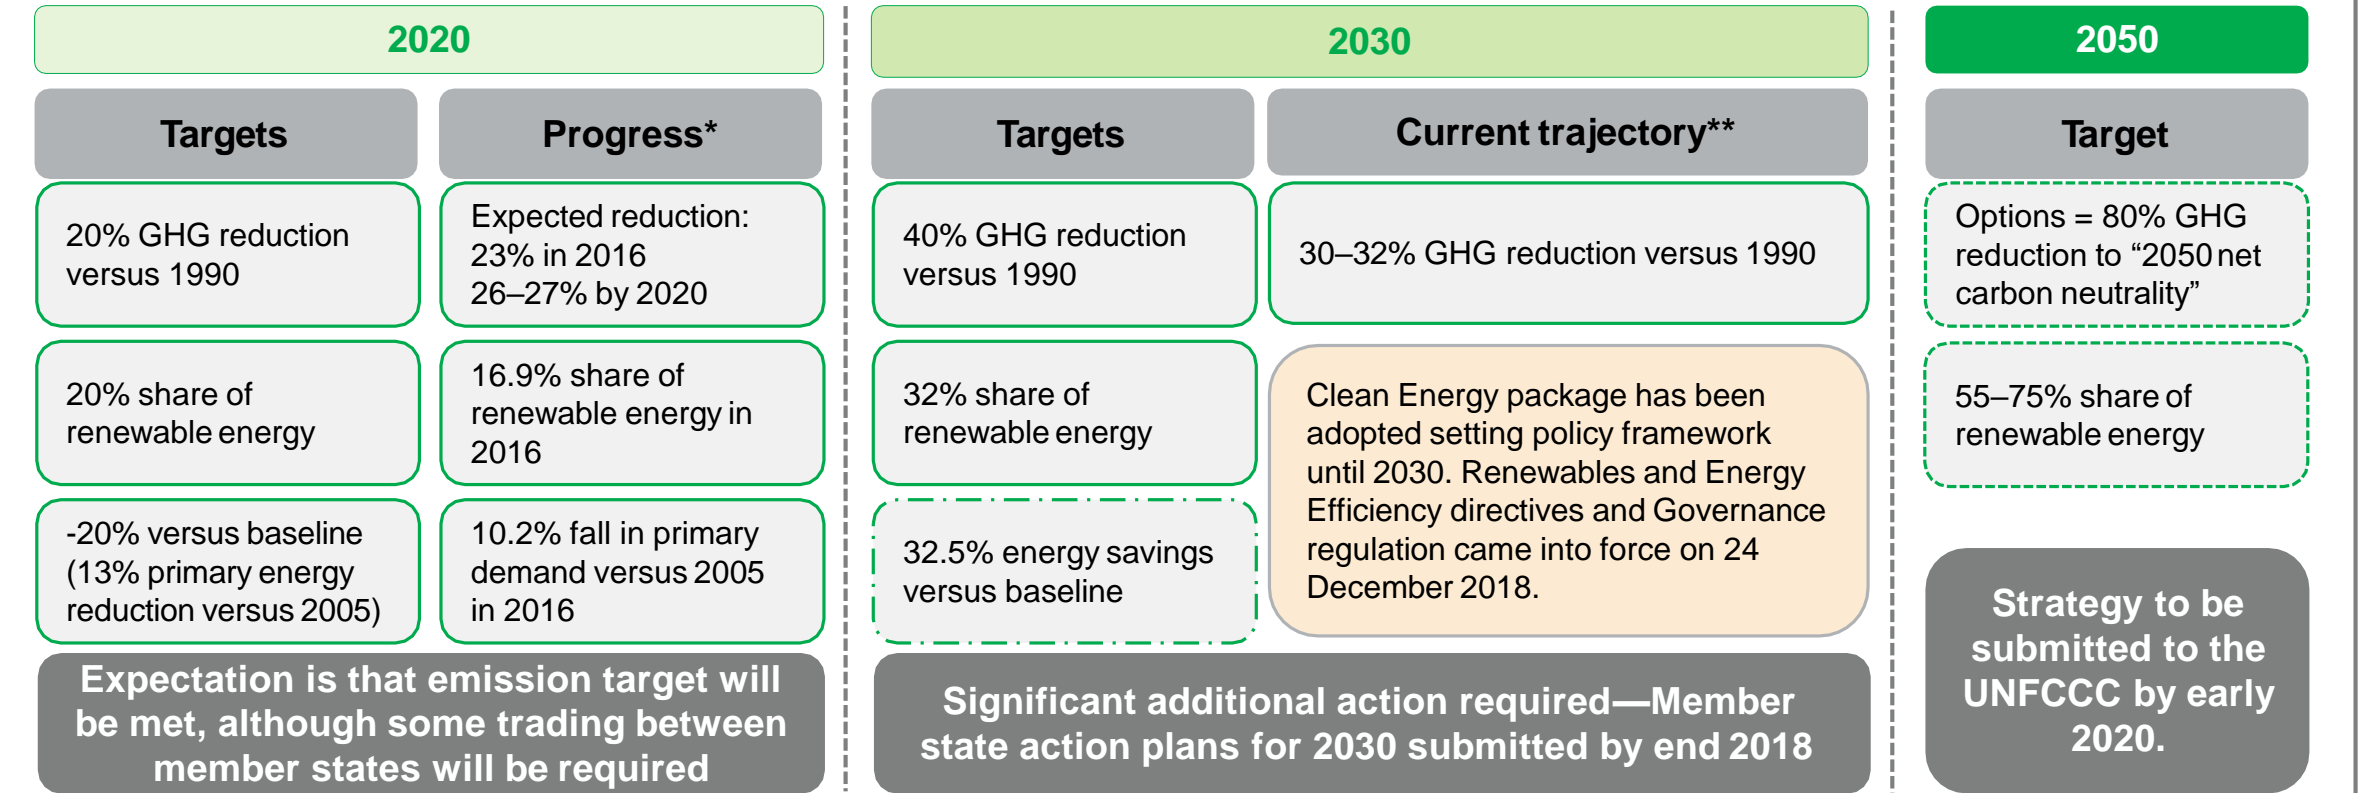 2020
Targets
Progress*
20% GHG reduction
versus 1990
Expected reduction:
23% in 2016
26–27% by 2020
20% share of
renewable energy
16.9% share of
renewable energy in
2016
-20% versus baseline
(13% primary energy
reduction versus 2005)
10.2% fall in primary
demand versus 2005
in 2016
Expectation is that emission target will
be met, although some trading between
member states will be required
2030
Targets
Current trajectory**
40% GHG reduction
versus 1990
30–32% GHG reduction versus 1990
32% share of
renewable energy
32.5% energy savings
versus baseline
Clean Energy package has been
adopted setting policy framework
until 2030. Renewables and Energy
Efficiency directives and Governance
regulation came into force on 24
December 2018.
Significant additional action required—Member
state action plans for 2030 submitted by end 2018
2050
Target
Options = 80% GHG
reduction to “2050 net
carbon neutrality”
55–75% share of
renewable energy
Strategy to be
submitted to the
UNFCCC by early
2020.